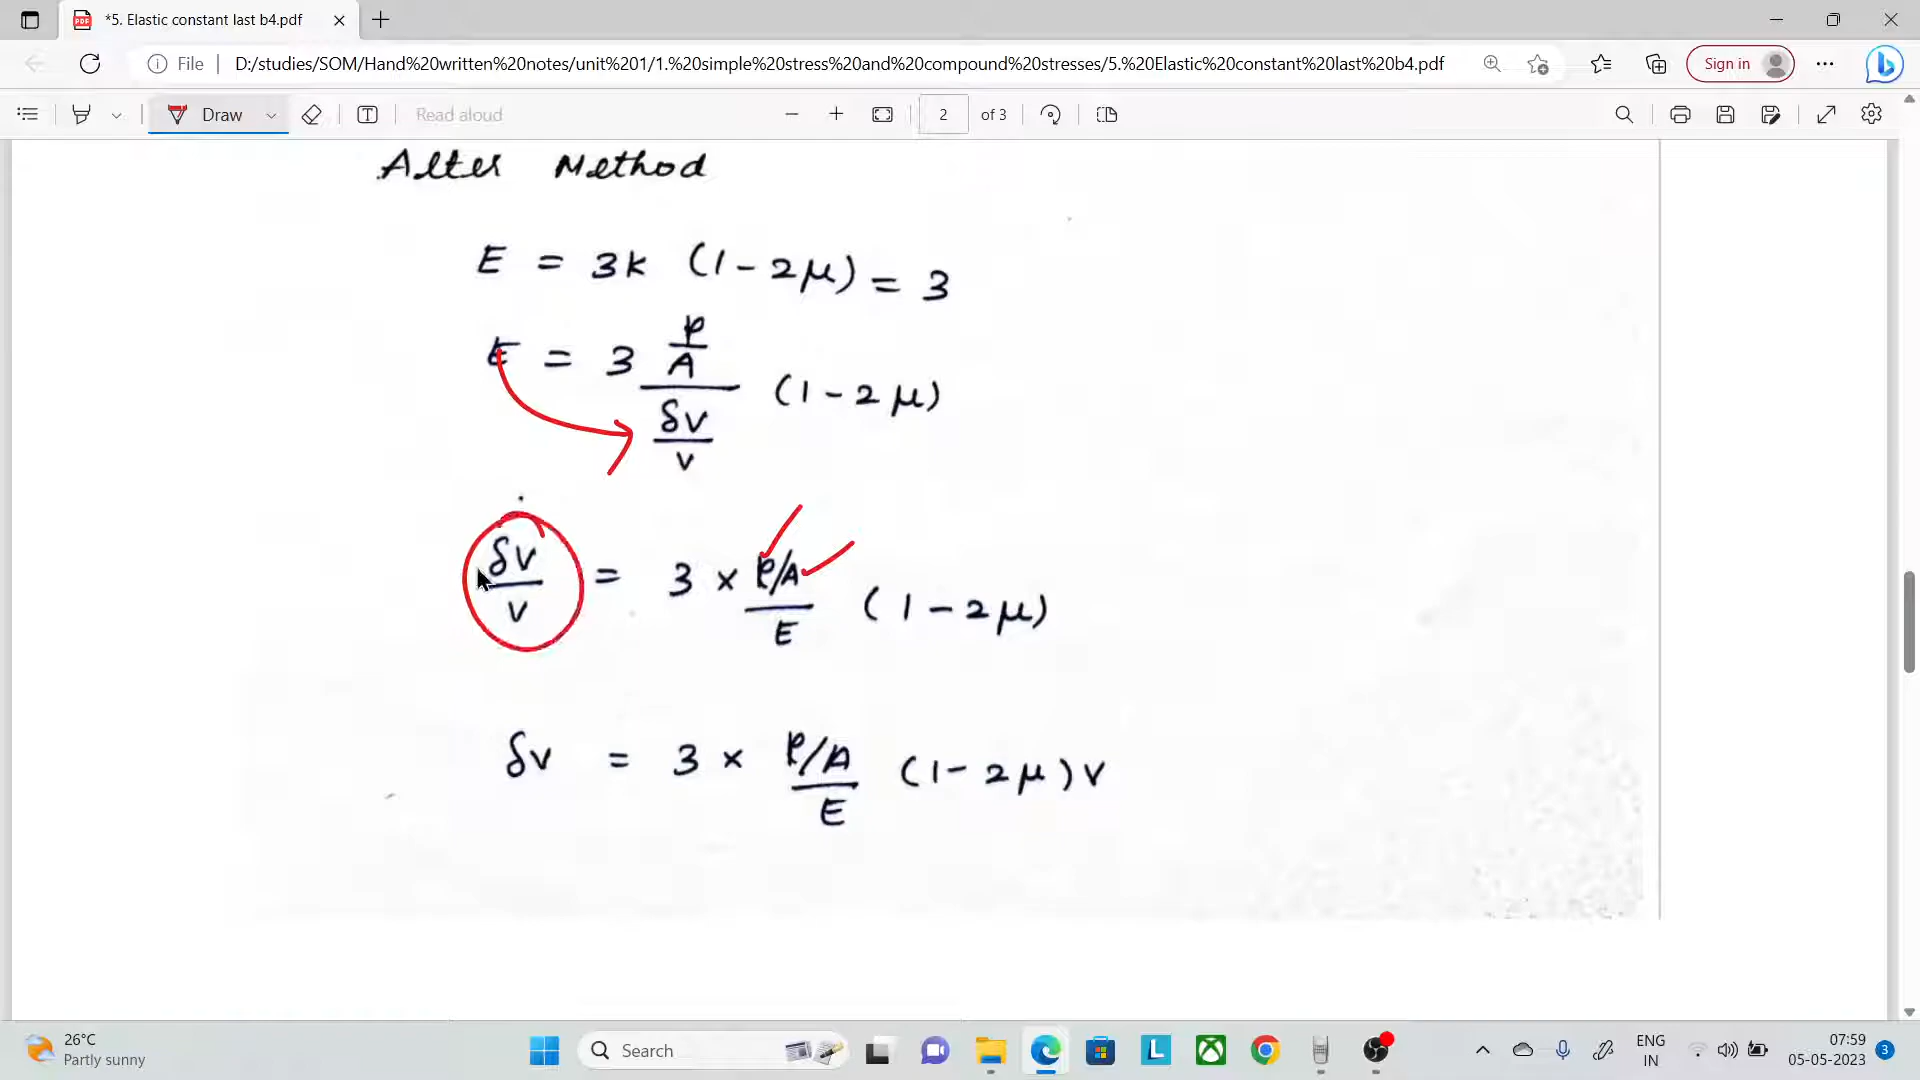 *5. Elastic constant last b4.pdf
File D:/studies/SOM/Hand%20written%20notes/unit%201/1.%20simple%20stress%20and%20compound%20stresses/5.%20Elastic%20constant%20last%20b4.pdf Sign in
Draw Read aloud 2 of 3
Alter Method
E = 3K (1 - 2μ) = 3
E = 3 P/A / δV/V (1 - 2μ)
δV/V = 3 × P/A / E (1 - 2μ)
δV = 3 × P/A / E (1 - 2μ) V
26°C
Partly sunny
Search
ENG
IN
07:59
05-05-2023
3